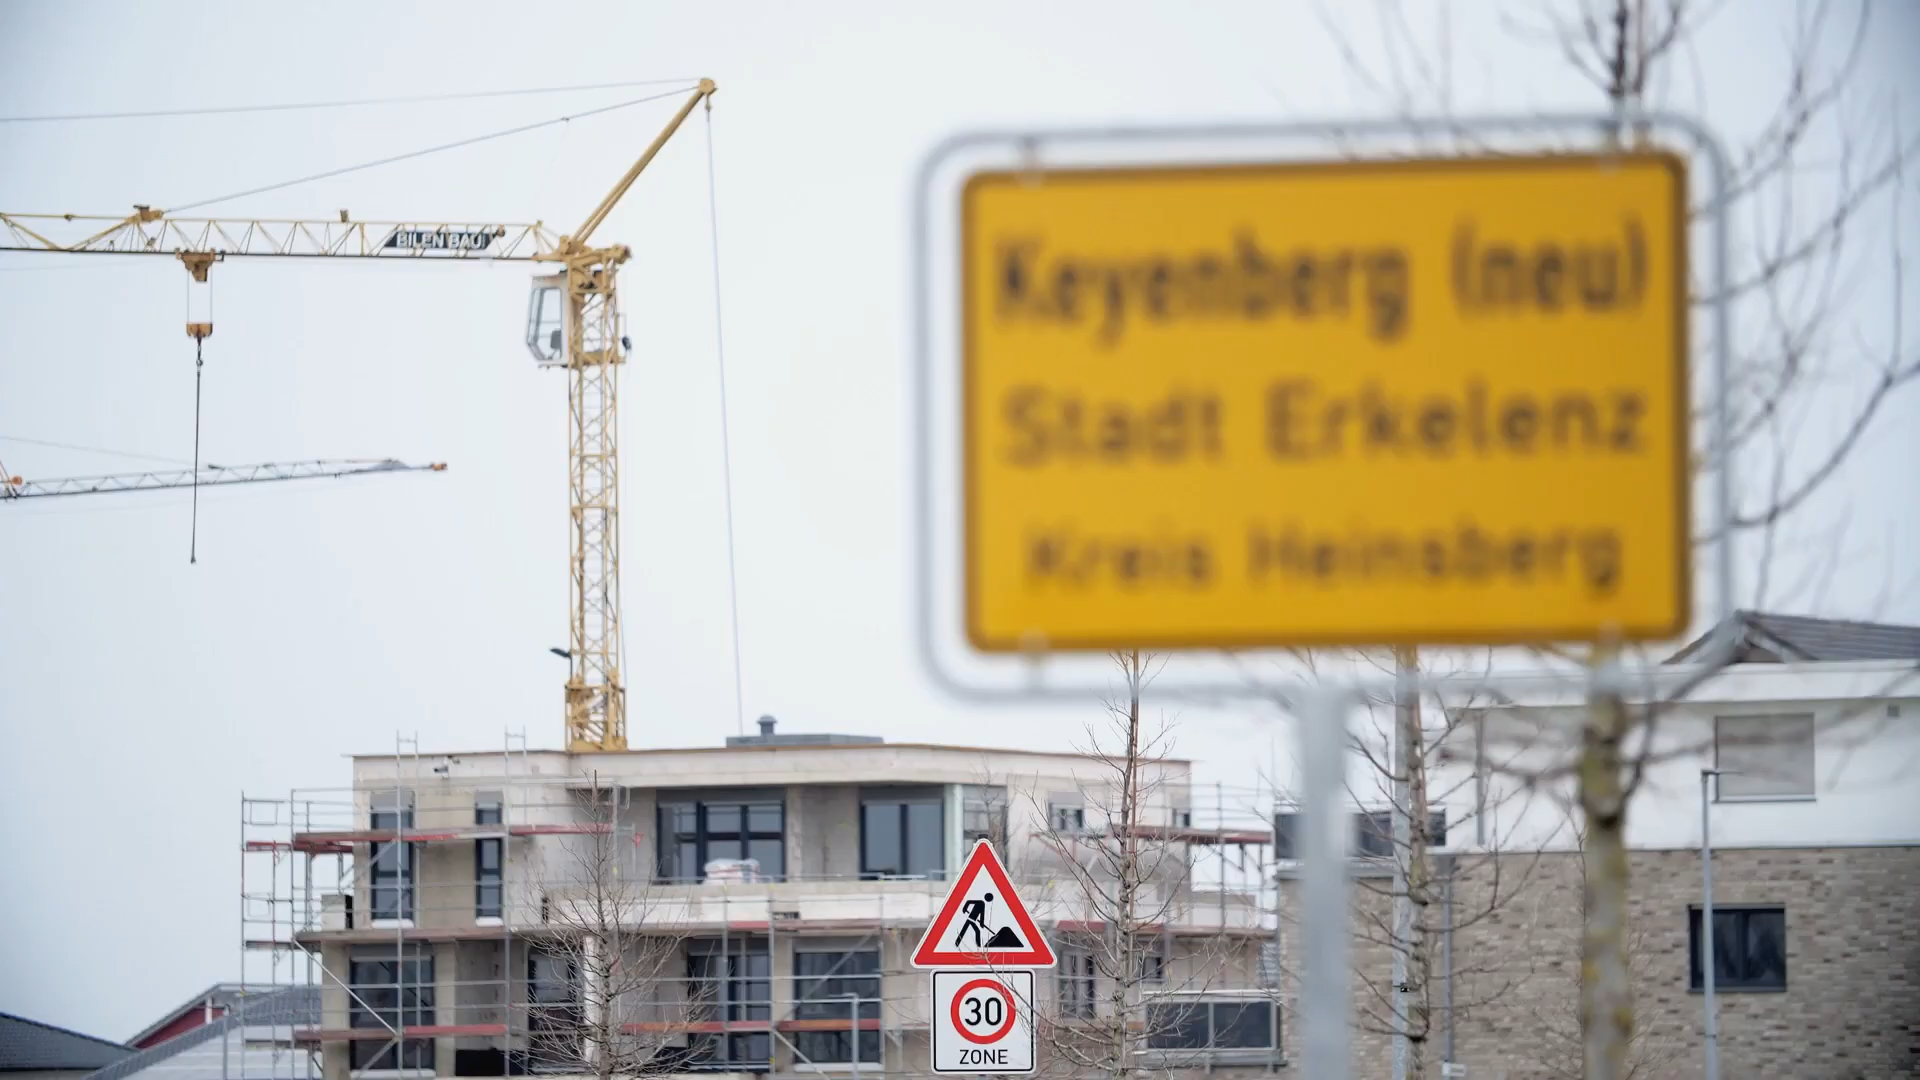 BILEN BAU
Keyenberg (neu)
Stadt Erkelenz
Kreis Heinsberg
30
ZONE